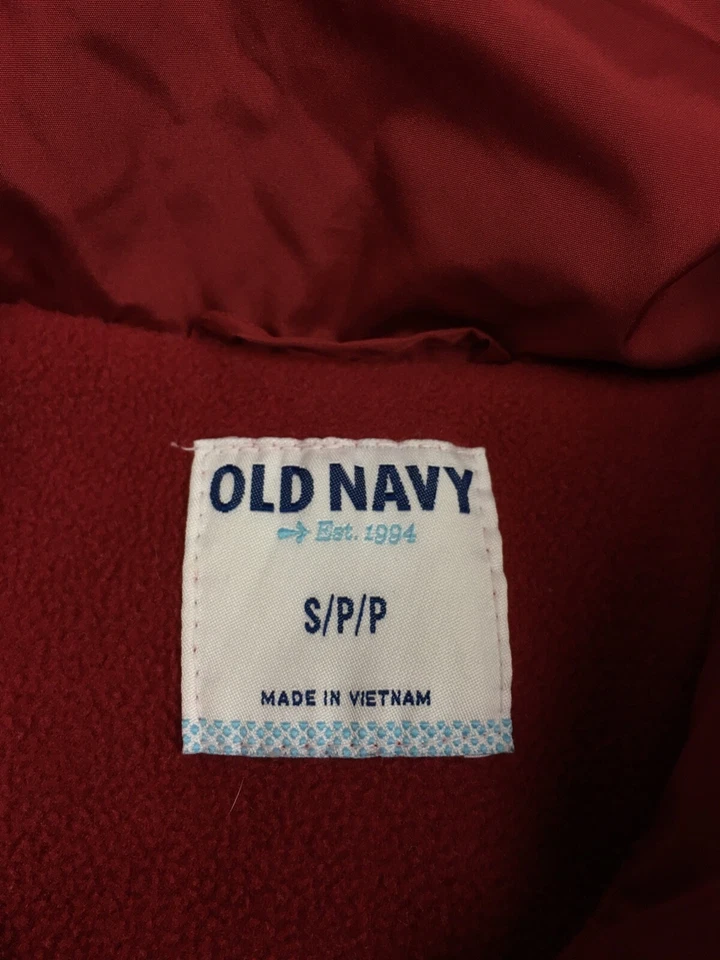 OLD NAVY
Est. 1994
S/P/P
MADE IN VIETNAM